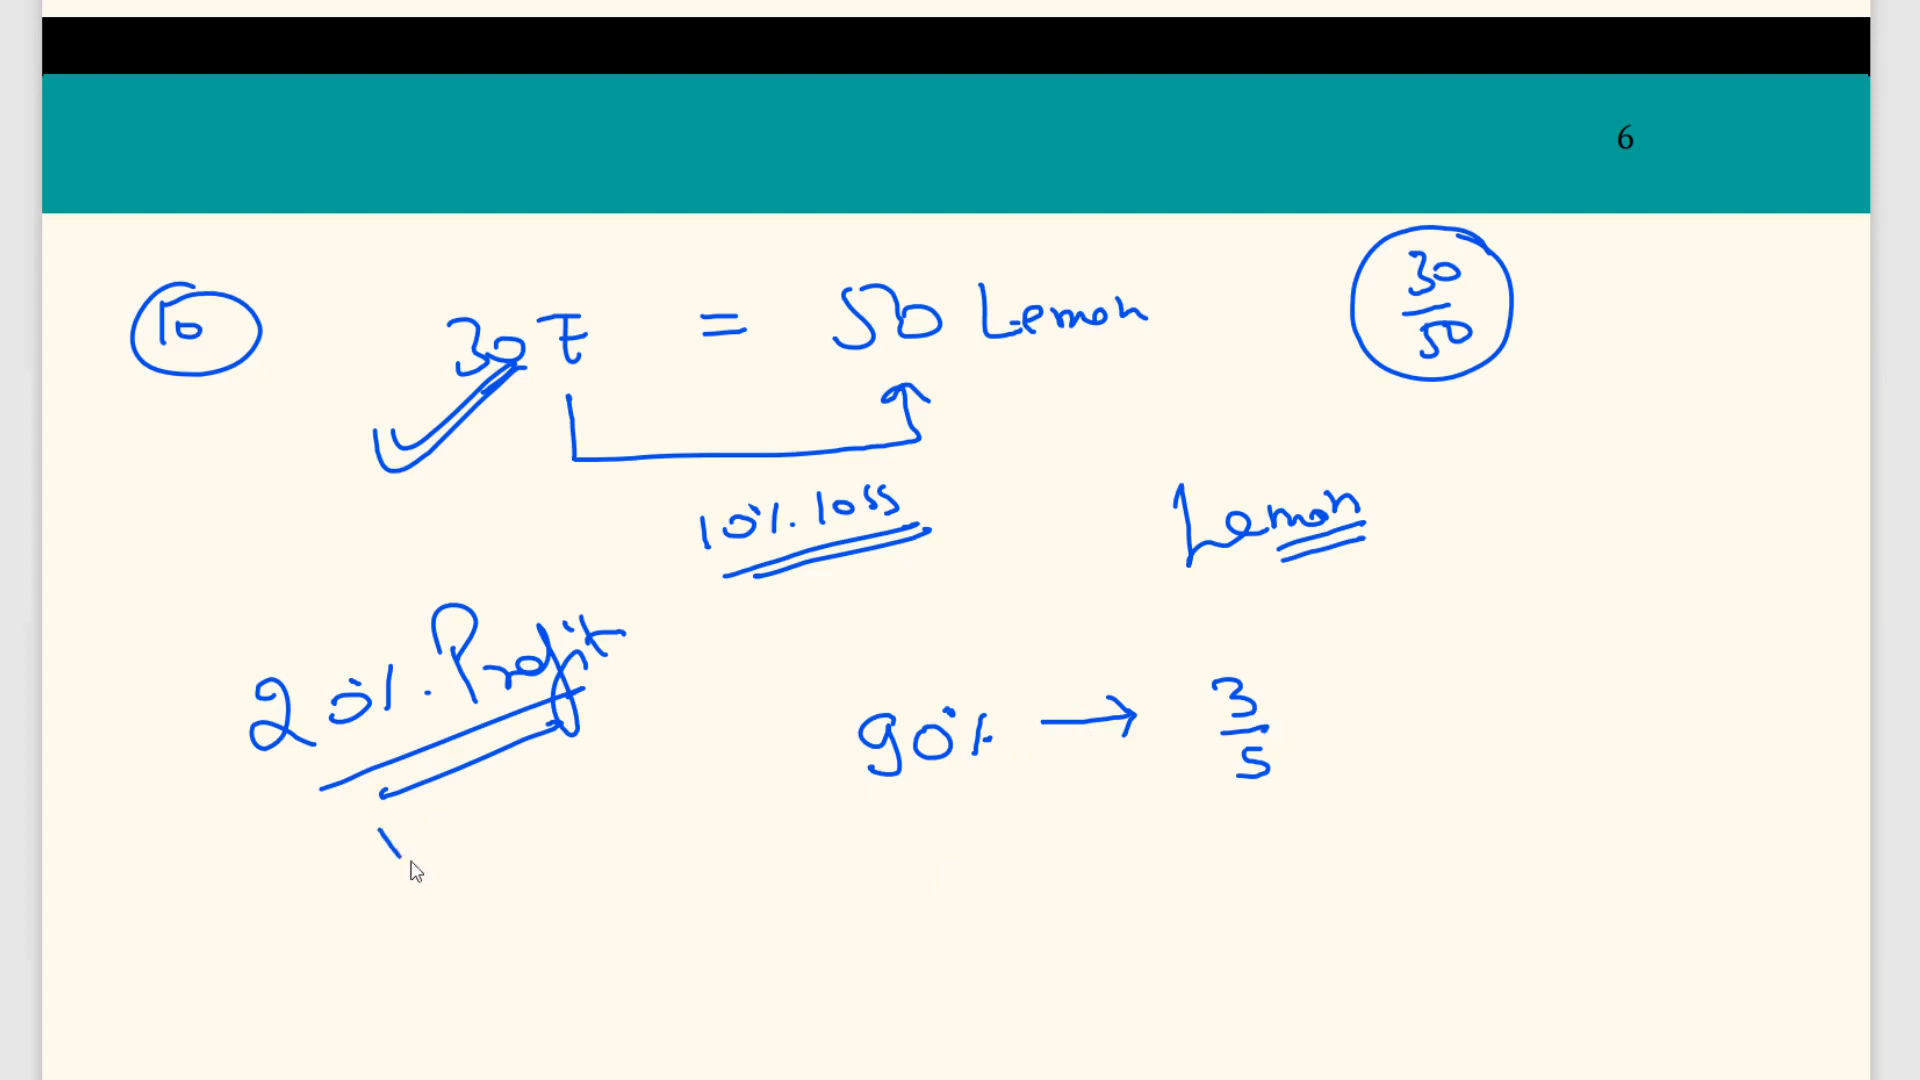 6
10
30 ₹ = 50 Lemon
30
50
10% loss
Lemon
20% Profit
90% → 3
5